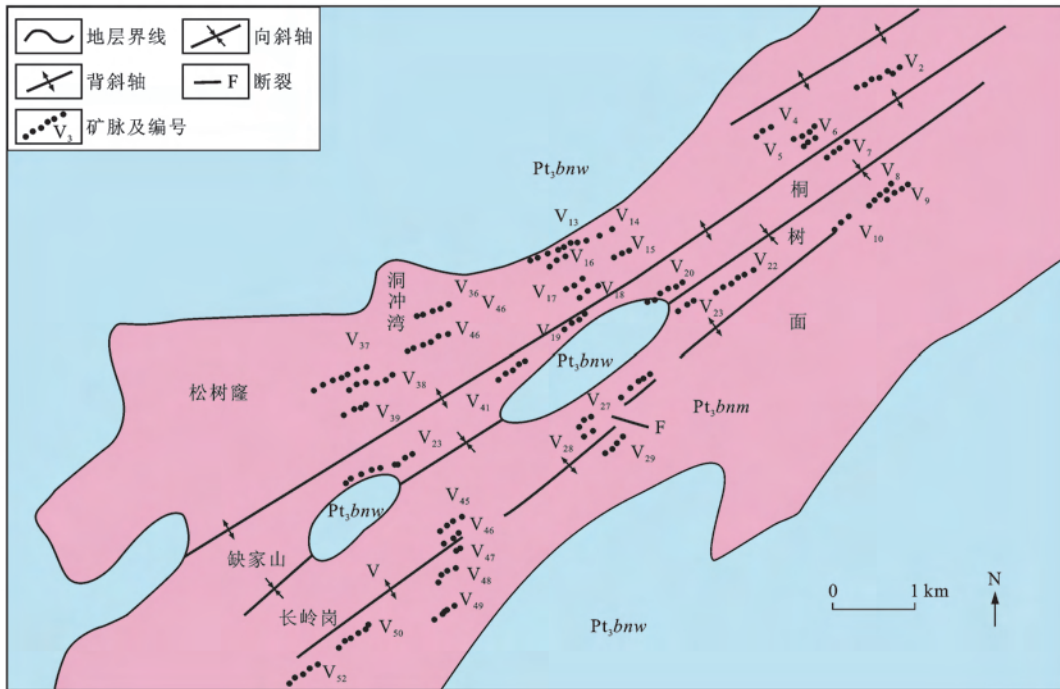 地层界线
向斜轴
背斜轴
F
断裂
V₃
矿脉及编号
V₂
V₄
V₆
V₅
V₇
Pt₃bnw
V₈
桐
V₉
V₁₃
V₁₄
树
V₁₀
V₁₅
洞
冲
湾
V₁₆
V₂₂
V₂₀
V₃₆
V₁₇
V₁₈
V₄₆
V₂₃
面
V₁₉
V₄₆
V₃₇
Pt₃bnw
松树窿
V₃₈
V₄₁
V₂₇
Pt₃bnm
V₃₉
F
V₂₃
V₂₈
V₂₉
V₄₅
Pt₃bnw
V₄₆
V₄₇
缺家山
V
V₄₈
0 1 km
N
长岭岗
V₄₉
V₅₀
Pt₃bnw
V₅₂